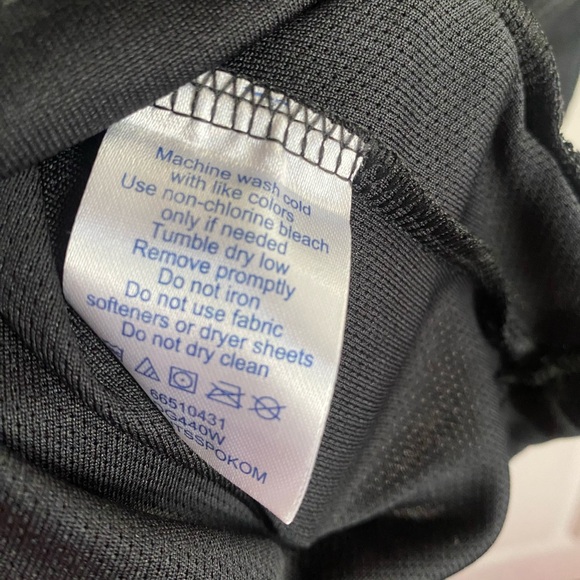 Machine wash cold
with like colors
Use non-chlorine bleach
only if needed
Tumble dry low
Remove promptly
Do not iron
Do not use fabric
softeners or dryer sheets
Do not dry clean
66510431